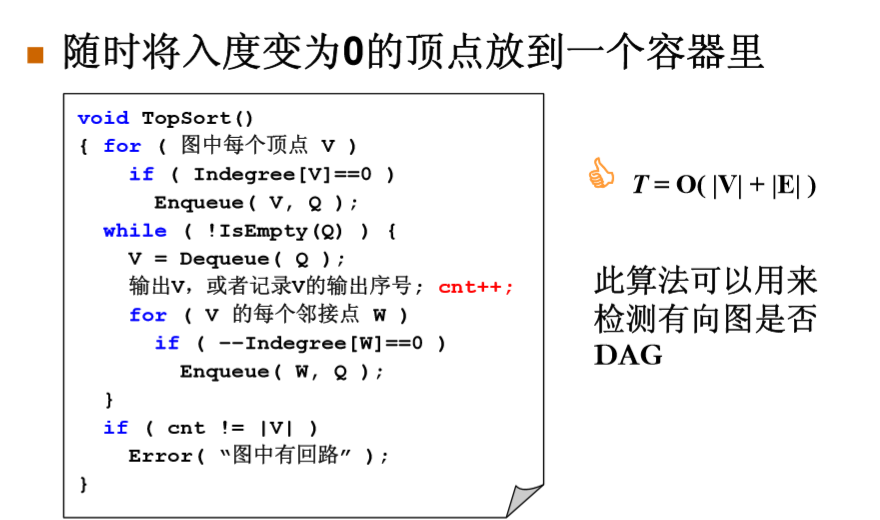 随时将入度变为0的顶点放到一个容器里
void TopSort()
{ for ( 图中每个顶点 V )
if ( Indegree[V]==0 )
Enqueue( V, Q );
while ( !IsEmpty(Q) ) {
V = Dequeue( Q );
输出V，或者记录V的输出序号; cnt++;
for ( V 的每个邻接点 W )
if ( --Indegree[W]==0 )
Enqueue( W, Q );
}
if ( cnt != |V| )
Error( “图中有回路” );
}
T = O( |V| + |E| )
此算法可以用来
检测有向图是否
DAG